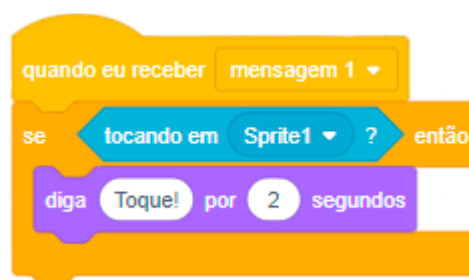 quando eu receber mensagem 1
se tocando em Sprite1 ? então
diga Toque! por 2 segundos